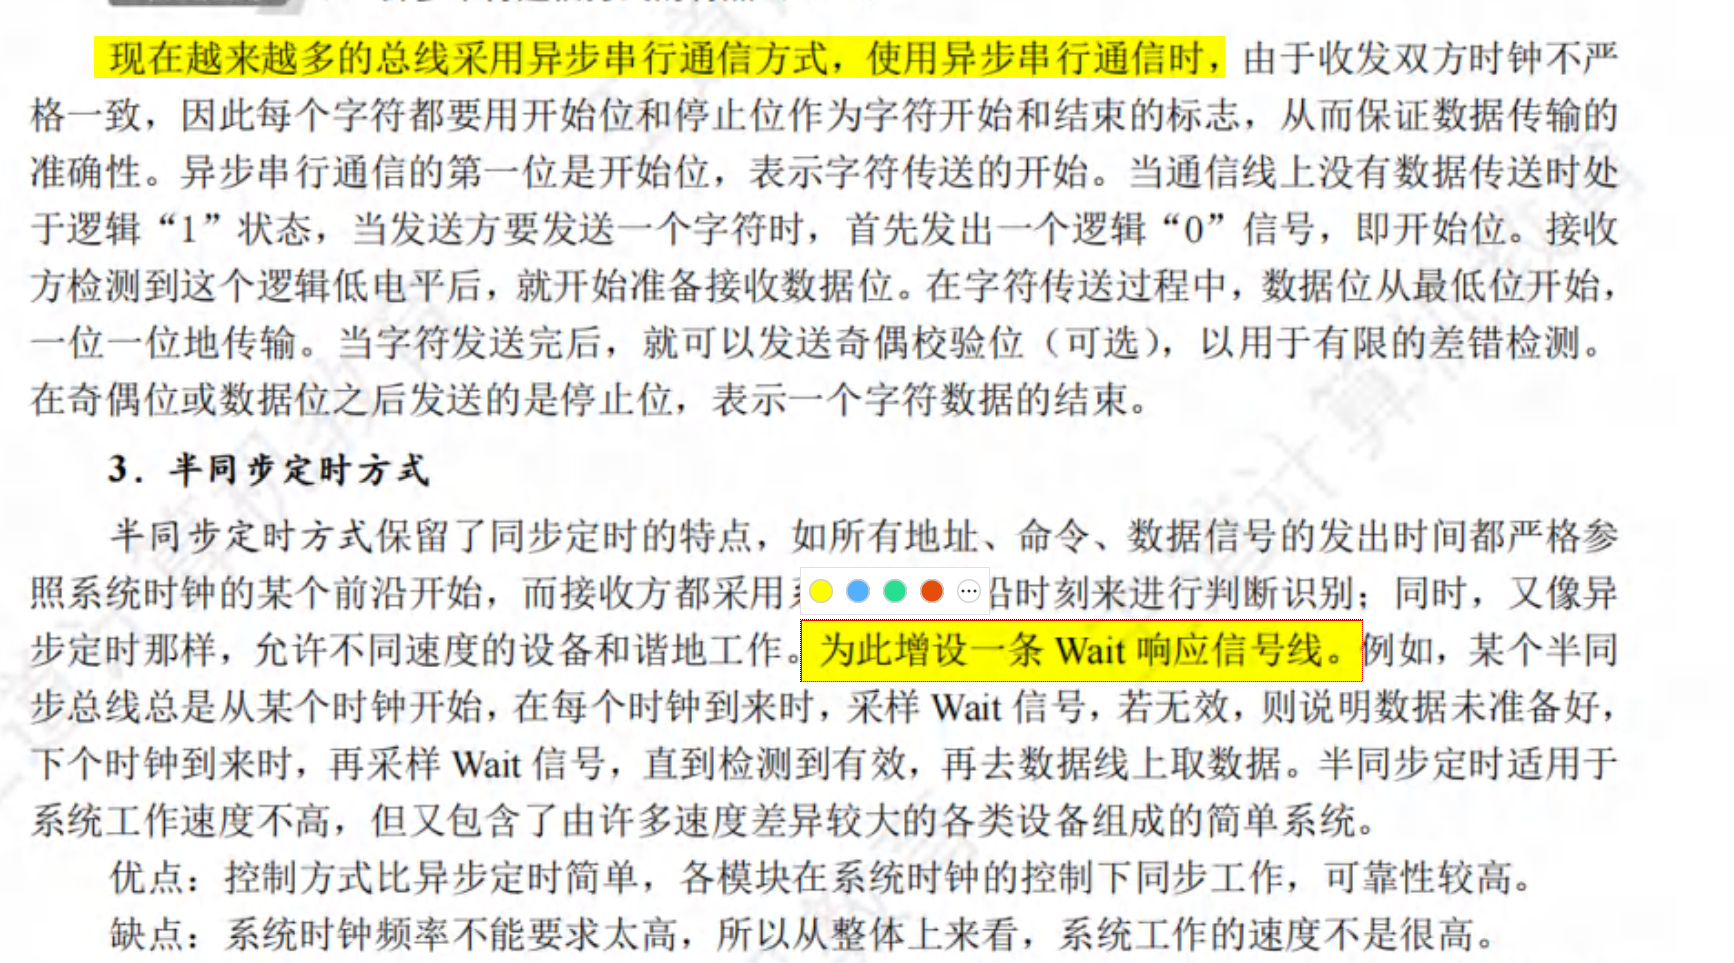 现在越来越多的总线采用异步串行通信方式，使用异步串行通信时，由于收发双方时钟不严
格一致，因此每个字符都要用开始位和停止位作为字符开始和结束的标志，从而保证数据传输的
准确性。异步串行通信的第一位是开始位，表示字符传送的开始。当通信线上没有数据传送时处
于逻辑“1”状态，当发送方要发送一个字符时，首先发出一个逻辑“0”信号，即开始位。接收
方检测到这个逻辑低电平后，就开始准备接收数据位。在字符传送过程中，数据位从最低位开始，
一位一位地传输。当字符发送完后，就可以发送奇偶校验位（可选），以用于有限的差错检测。
在奇偶位或数据位之后发送的是停止位，表示一个字符数据的结束。
3．半同步定时方式
半同步定时方式保留了同步定时的特点，如所有地址、命令、数据信号的发出时间都严格参
照系统时钟的某个前沿开始，而接收方都采用沿时刻来进行判断识别；同时，又像异
步定时那样，允许不同速度的设备和谐地工作。为此增设一条 Wait 响应信号线。例如，某个半同
步总线总是从某个时钟开始，在每个时钟到来时，采样 Wait 信号，若无效，则说明数据未准备好，
下个时钟到来时，再采样 Wait 信号，直到检测到有效，再去数据线上取数据。半同步定时适用于
系统工作速度不高，但又包含了由许多速度差异较大的各类设备组成的简单系统。
优点：控制方式比异步定时简单，各模块在系统时钟的控制下同步工作，可靠性较高。
缺点：系统时钟频率不能要求太高，所以从整体上来看，系统工作的速度不是很高。